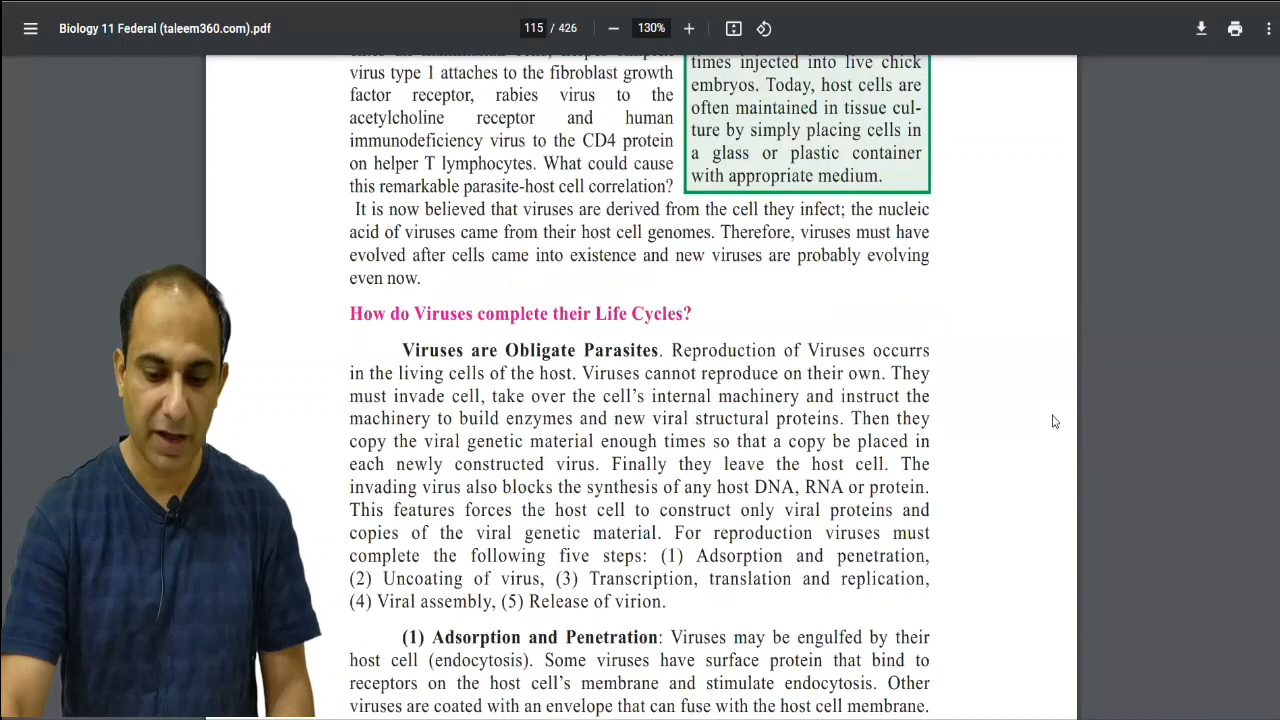 Biology 11 Federal (taleem360.com).pdf
115 / 426
130%
virus type 1 attaches to the fibroblast growth
factor receptor, rabies virus to the
acetylcholine receptor and human
immunodeficiency virus to the CD4 protein
on helper T lymphocytes. What could cause
this remarkable parasite-host cell correlation?
times injected into live chick
embryos. Today, host cells are
often maintained in tissue cul-
ture by simply placing cells in
a glass or plastic container
with appropriate medium.
It is now believed that viruses are derived from the cell they infect; the nucleic
acid of viruses came from their host cell genomes. Therefore, viruses must have
evolved after cells came into existence and new viruses are probably evolving
even now.
How do Viruses complete their Life Cycles?
Viruses are Obligate Parasites. Reproduction of Viruses occurrs
in the living cells of the host. Viruses cannot reproduce on their own. They
must invade cell, take over the cell's internal machinery and instruct the
machinery to build enzymes and new viral structural proteins. Then they
copy the viral genetic material enough times so that a copy be placed in
each newly constructed virus. Finally they leave the host cell. The
invading virus also blocks the synthesis of any host DNA, RNA or protein.
This features forces the host cell to construct only viral proteins and
copies of the viral genetic material. For reproduction viruses must
complete the following five steps: (1) Adsorption and penetration,
(2) Uncoating of virus, (3) Transcription, translation and replication,
(4) Viral assembly, (5) Release of virion.
(1) Adsorption and Penetration: Viruses may be engulfed by their
host cell (endocytosis). Some viruses have surface protein that bind to
receptors on the host cell's membrane and stimulate endocytosis. Other
viruses are coated with an envelope that can fuse with the host cell membrane.